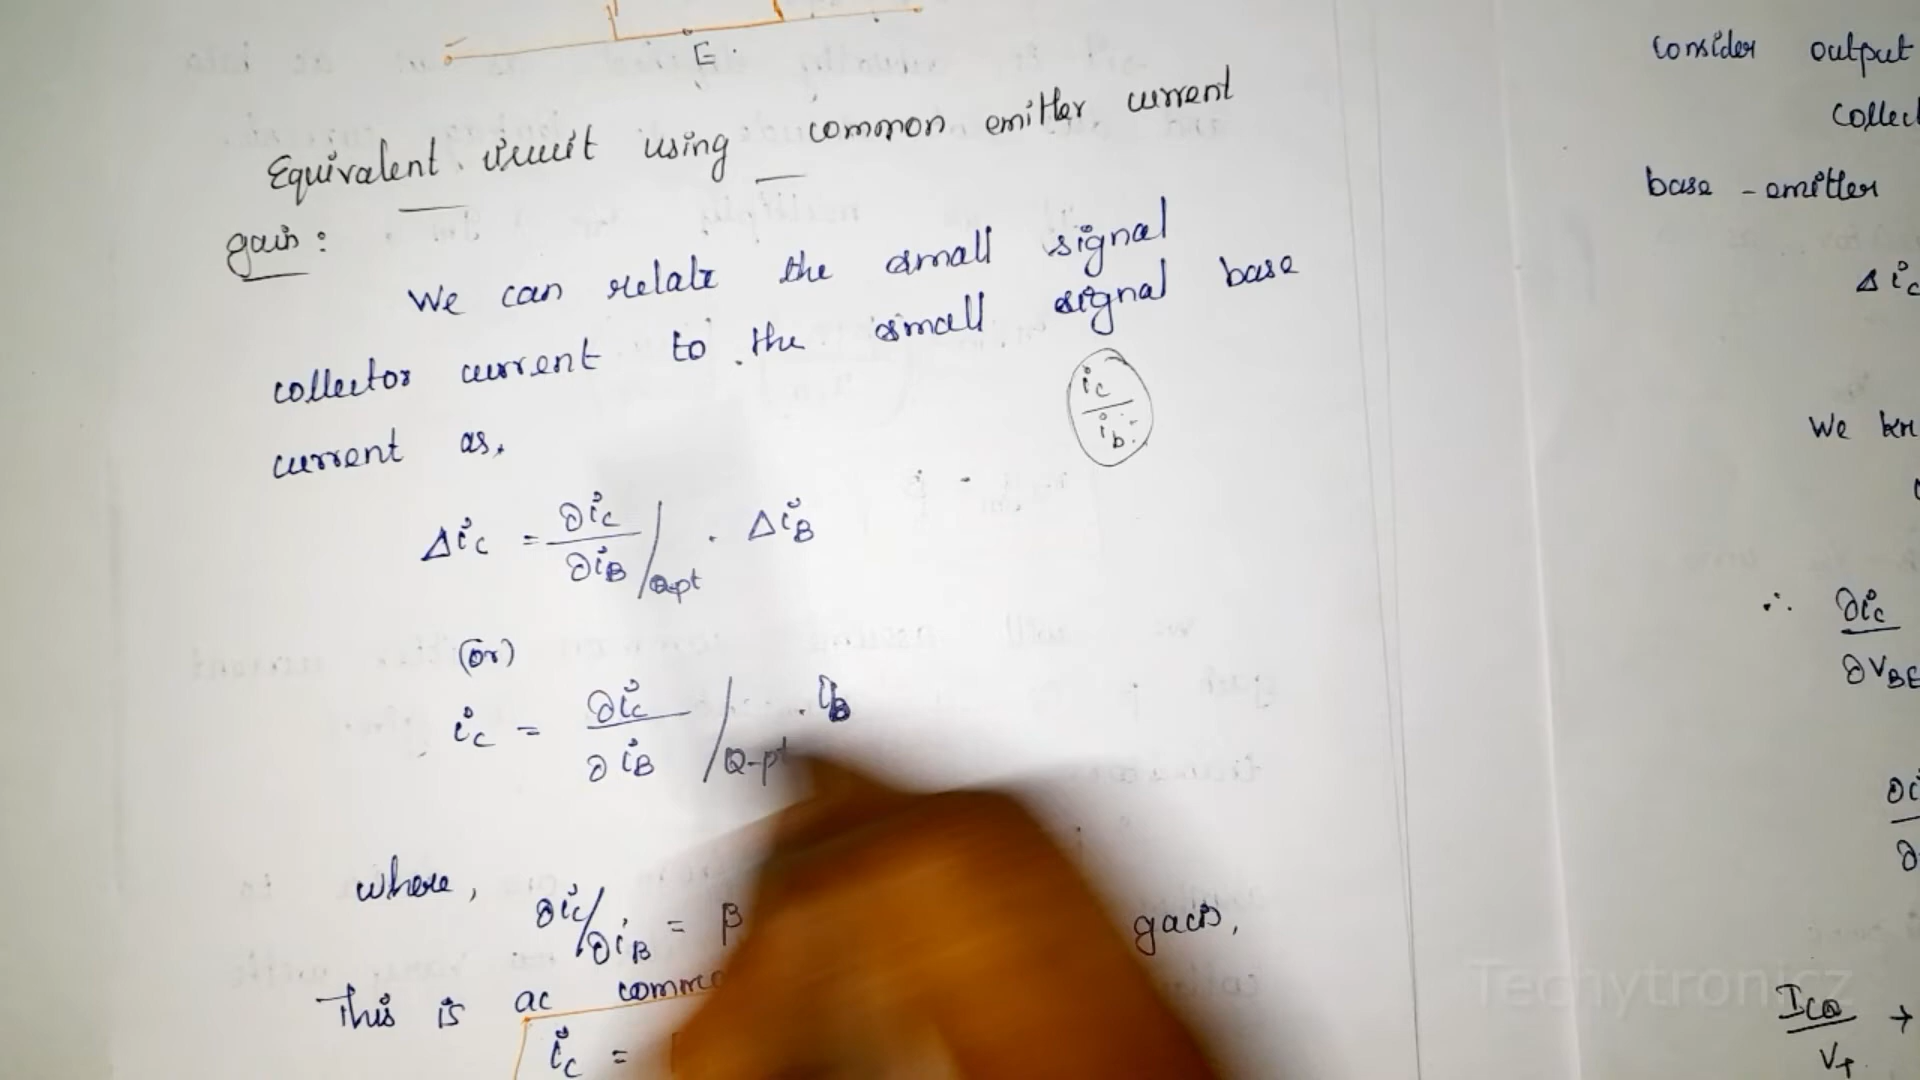 E
Equivalent circuit using common emitter current
gain :
We can relate the small signal
collector current to the small signal base
current as,
ic
ib
Δic = ∂ic/∂iB |Q-pt . ΔiB
(or)
ic = ∂ic/∂iB |Q-pt . iB
where,
∂ic/∂iB = β
gain,
This is ac
ic =
consider output
base - emitter
Δic
We
∴ ∂ic
∂VBE
ICQ →
VT
Techytronicz